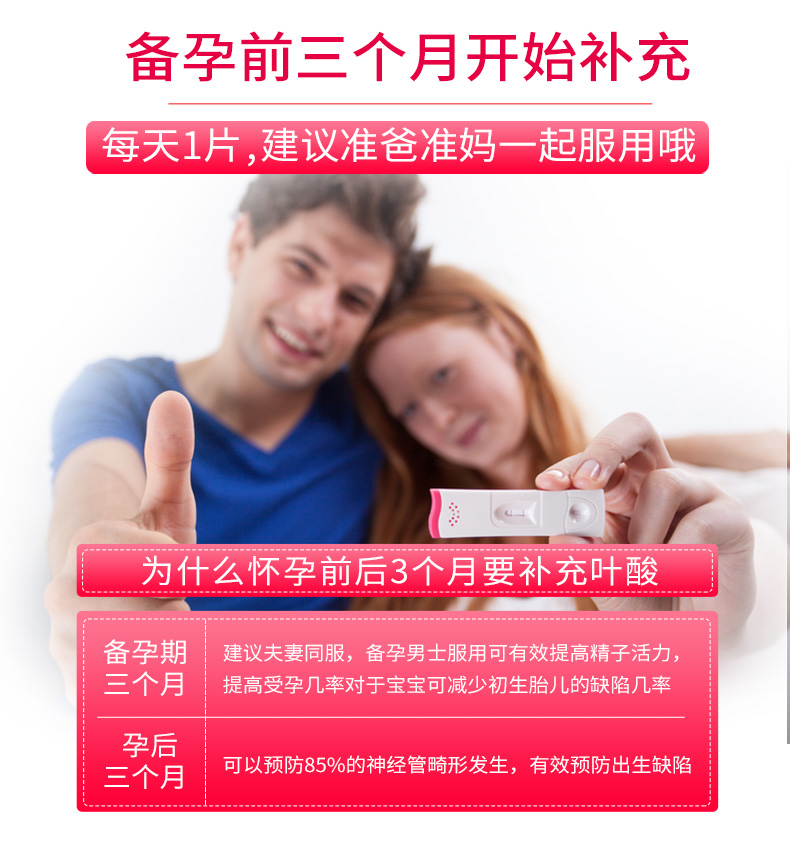 备孕前三个月开始补充
每天1片,建议准爸准妈一起服用哦
为什么怀孕前后3个月要补充叶酸
备孕期
三个月
建议夫妻同服，备孕男士服用可有效提高精子活力，
提高受孕几率对于宝宝可减少初生胎儿的缺陷几率
孕后
三个月
可以预防85%的神经管畸形发生，有效预防出生缺陷